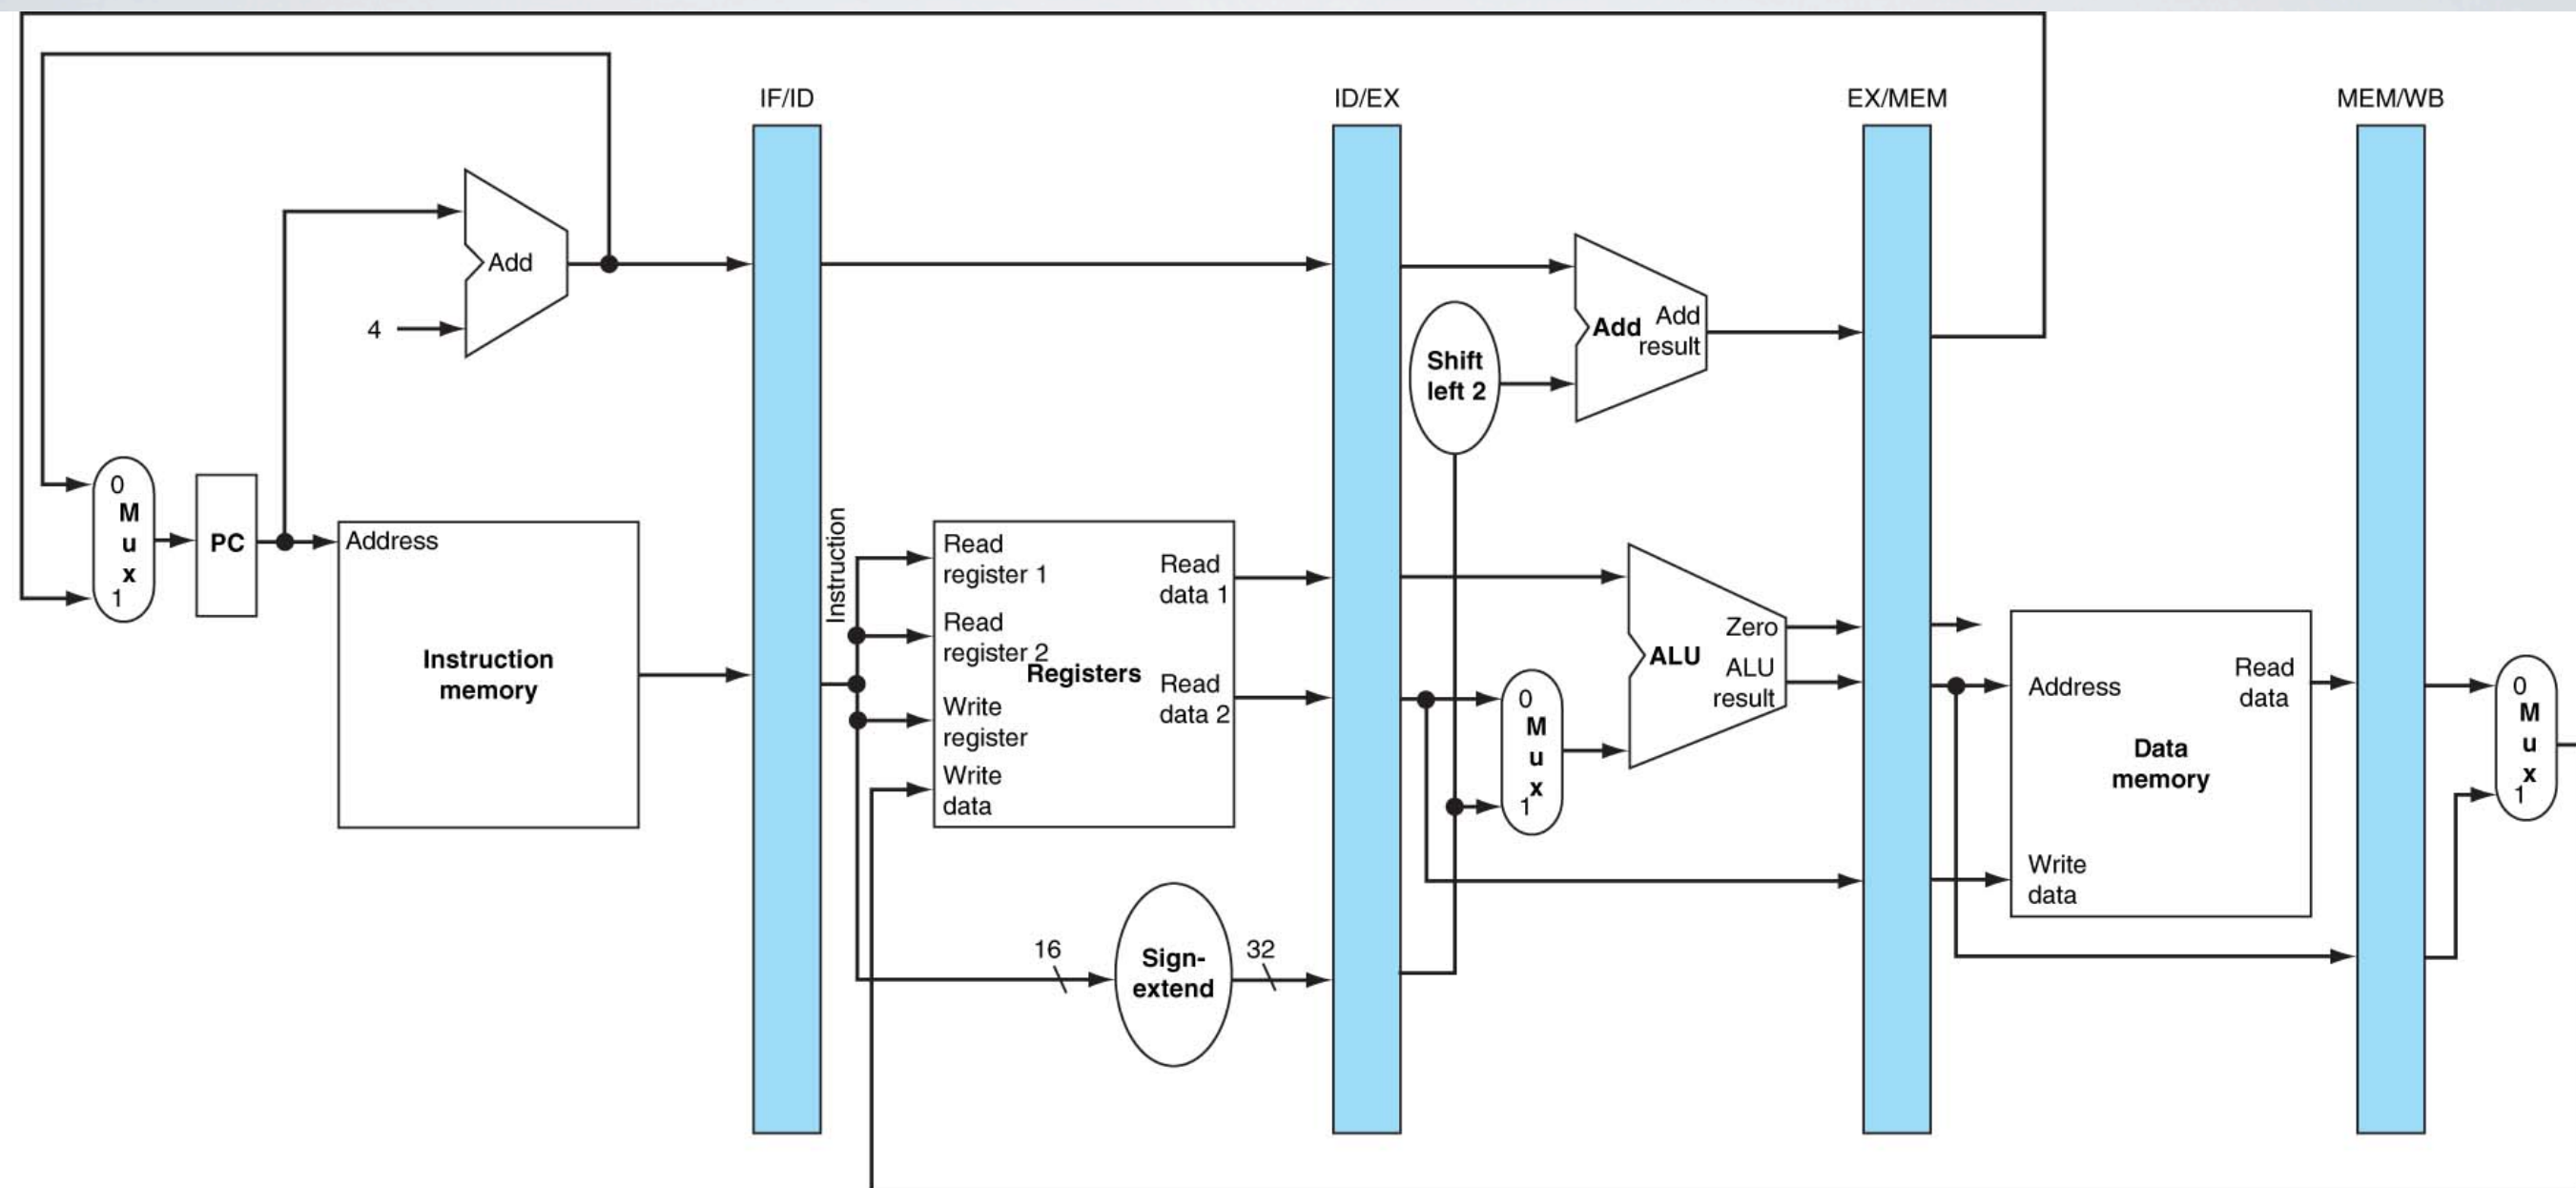 IF/ID
ID/EX
EX/MEM
MEM/WB
Add
4
0
M
u
x
1
PC
Address
Instruction
memory
Instruction
Read
register 1
Read
register 2
Write
register
Write
data
Registers
Read
data 1
Read
data 2
16
Sign-
extend
32
Shift
left 2
Add
Add
result
0
M
u
x
1
ALU
Zero
ALU
result
Address
Read
data
Data
memory
Write
data
0
M
u
x
1